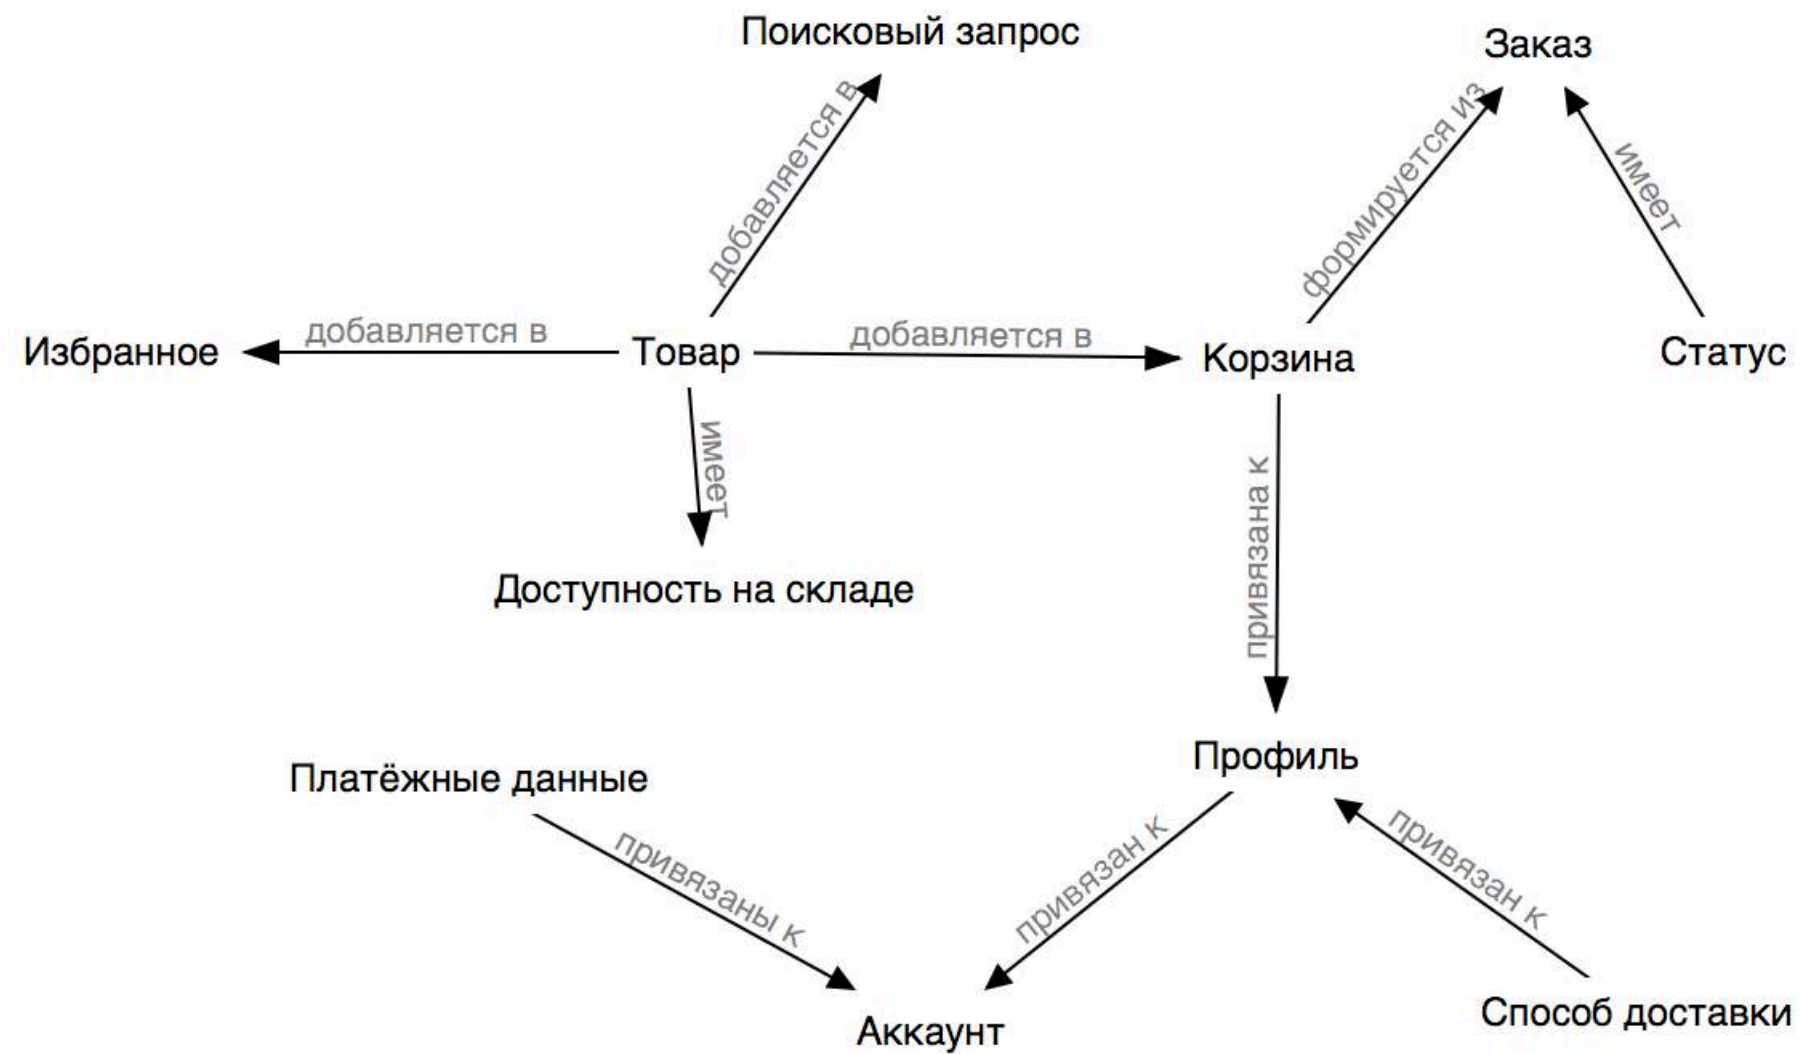 Поисковый запрос
Заказ
добавляется в
формируется из
имеет
Избранное
добавляется в
Товар
добавляется в
Корзина
Статус
имеет
привязана к
Доступность на складе
Профиль
Платёжные данные
привязаны к
привязан к
привязан к
Аккаунт
Способ доставки